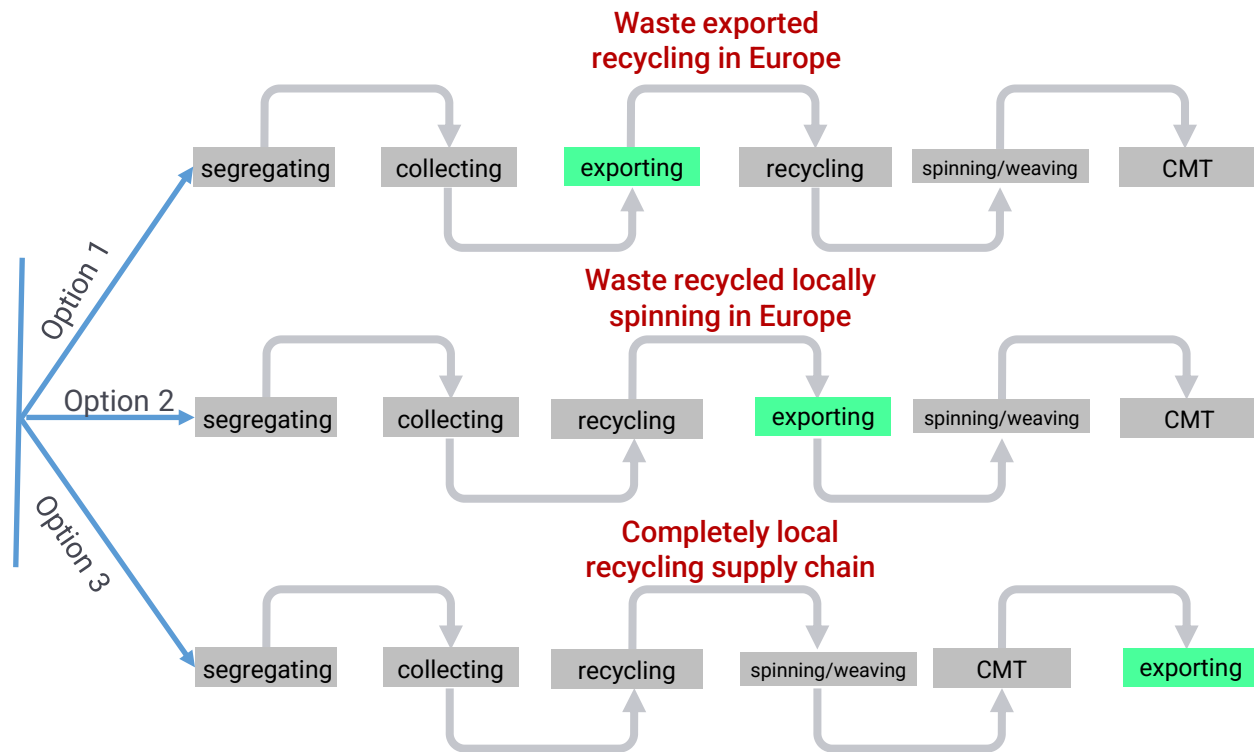 Waste exported
recycling in Europe
Option 1
segregating
collecting
exporting
recycling
spinning/weaving
CMT
Waste recycled locally
spinning in Europe
Option 2
segregating
collecting
recycling
exporting
spinning/weaving
CMT
Completely local
recycling supply chain
Option 3
segregating
collecting
recycling
spinning/weaving
CMT
exporting